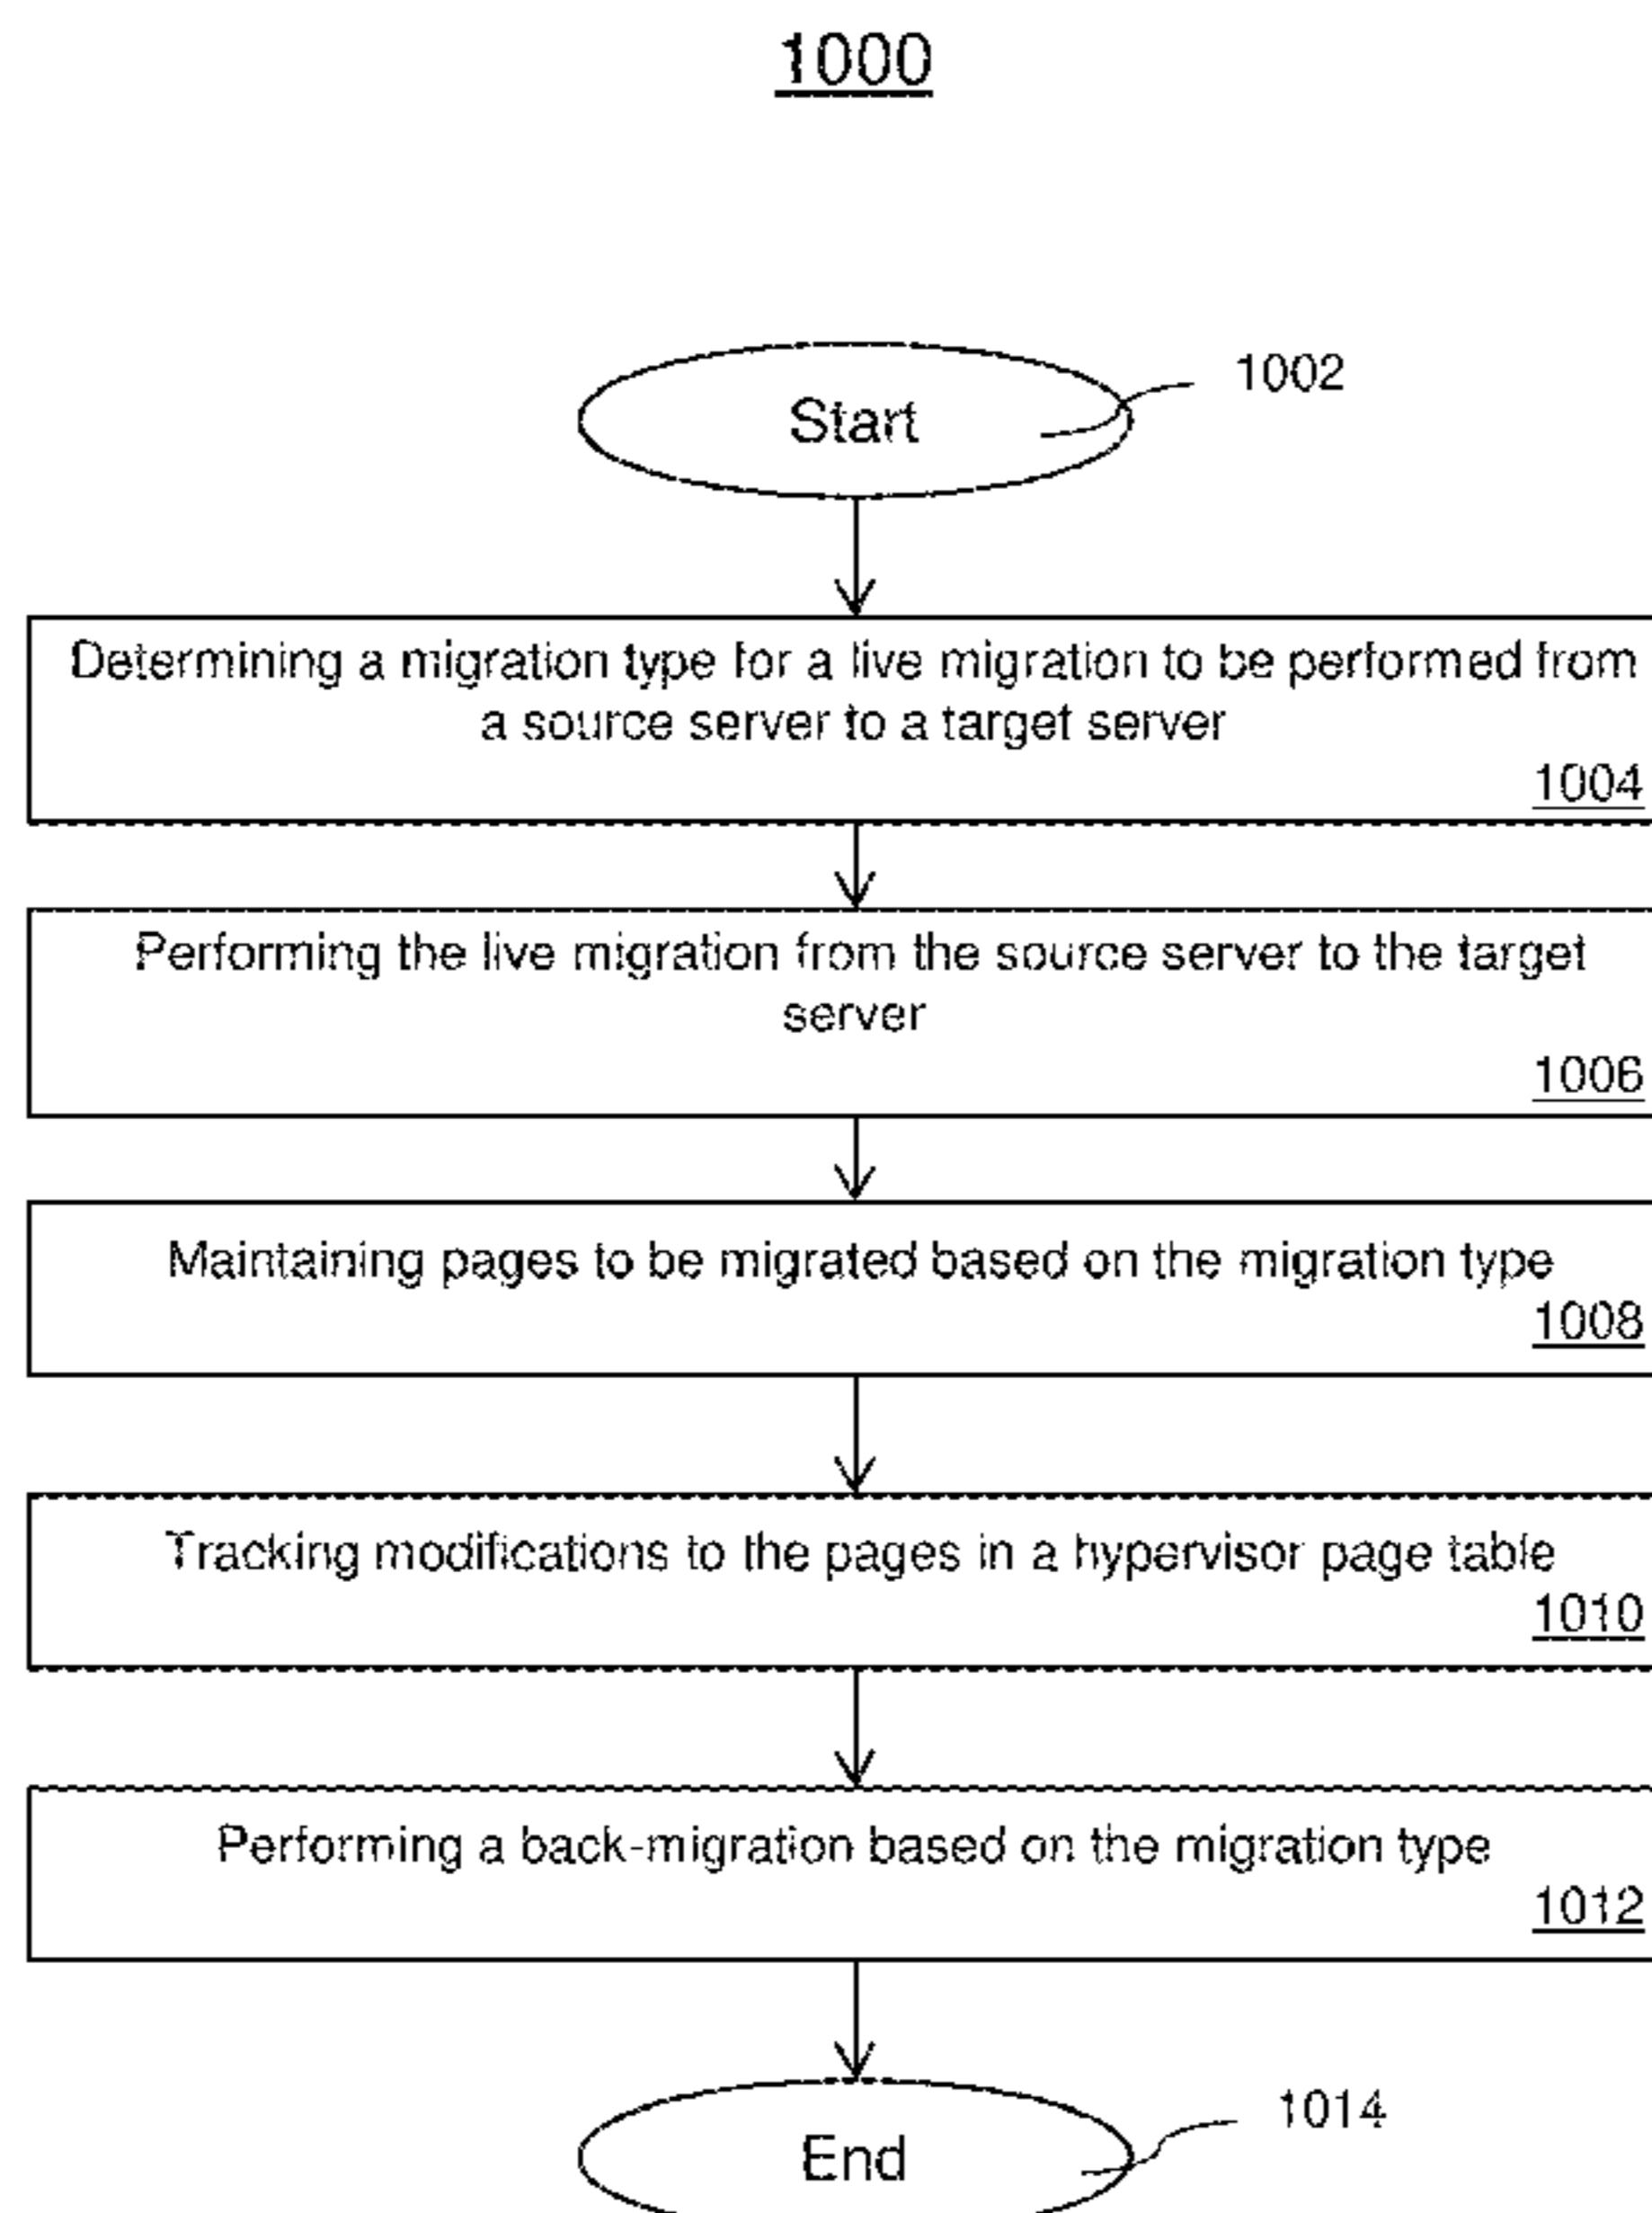 1000
Start
1002
Determining a migration type for a live migration to be performed from
a source server to a target server
1004
Performing the live migration from the source server to the target
server
1006
Maintaining pages to be migrated based on the migration type
1008
Tracking modifications to the pages in a hypervisor page table
1010
Performing a back-migration based on the migration type
1012
End
1014